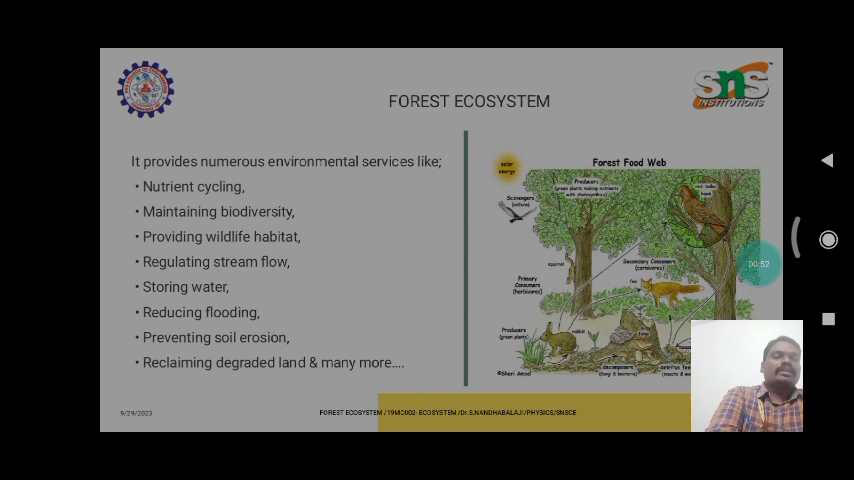 SNS
INSTITUTIONS
FOREST ECOSYSTEM
It provides numerous environmental services like;
• Nutrient cycling,
• Maintaining biodiversity,
• Providing wildlife habitat,
• Regulating stream flow,
• Storing water,
• Reducing flooding,
• Preventing soil erosion,
• Reclaiming degraded land & many more....
solar
energy
Forest Food Web
Producers
(green plants making nutrients
with photosynthesis)
red-tailed
hawk
Scavengers
(vulture)
squirrel
Secondary Consumers
(carnivores)
00:52
fox
Primary
Consumers
(herbivores)
Producers
(green plants)
rabbit
fungi
©Sheri Amsel
decomposers
(fungi & bacteria)
detritus
(insects &
9/29/2023
FOREST ECOSYSTEM /19MC002- ECOSYSTEM /Dr.S.NANDHABALAJI/PHYSICS/SNSCE